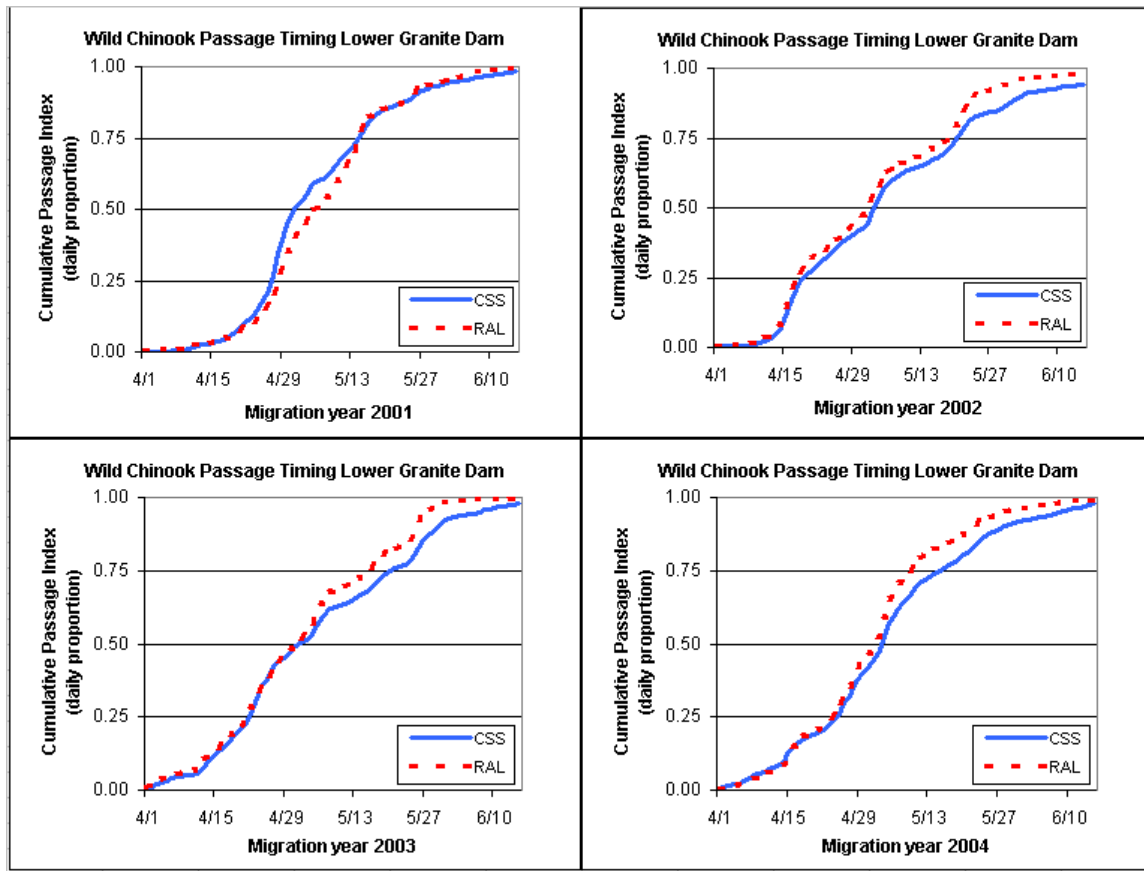 Wild Chinook Passage Timing Lower Granite Dam
Cumulative Passage Index
(daily proportion)
1.00
0.75
0.50
0.25
0.00
CSS
RAL
4/1 4/15 4/29 5/13 5/27 6/10
Migration year 2001
Wild Chinook Passage Timing Lower Granite Dam
Cumulative Passage Index
(daily proportion)
1.00
0.75
0.50
0.25
0.00
CSS
RAL
4/1 4/15 4/29 5/13 5/27 6/10
Migration year 2002
Wild Chinook Passage Timing Lower Granite Dam
Cumulative Passage Index
(daily proportion)
1.00
0.75
0.50
0.25
0.00
CSS
RAL
4/1 4/15 4/29 5/13 5/27 6/10
Migration year 2003
Wild Chinook Passage Timing Lower Granite Dam
Cumulative Passage Index
(daily proportion)
1.00
0.75
0.50
0.25
0.00
CSS
RAL
4/1 4/15 4/29 5/13 5/27 6/10
Migration year 2004